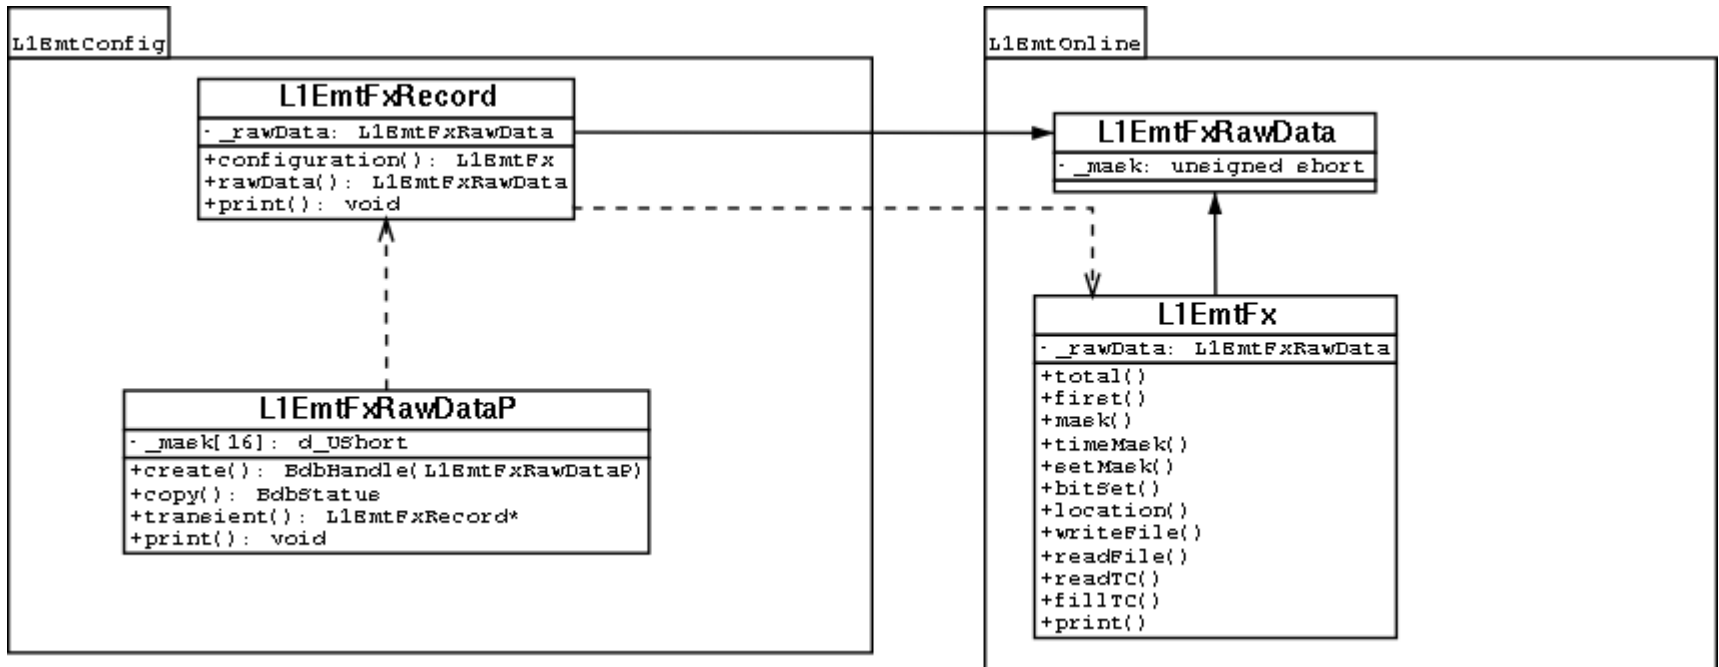 L1EmtConfig
L1EmtFxRecord
- _rawData: L1EmtFxRawData
+configuration(): L1EmtFx
+rawData(): L1EmtFxRawData
+print(): void
L1EmtFxRawDataP
- _mask[16]: d_UShort
+create(): BdbHandle(L1EmtFxRawDataP)
+copy(): BdbStatus
+transient(): L1EmtFxRecord*
+print(): void
L1EmtOnline
L1EmtFxRawData
- _mask: unsigned short
L1EmtFx
- _rawData: L1EmtFxRawData
+total()
+first()
+mask()
+timeMask()
+setMask()
+bitSet()
+location()
+writeFile()
+readFile()
+readTC()
+fillTC()
+print()